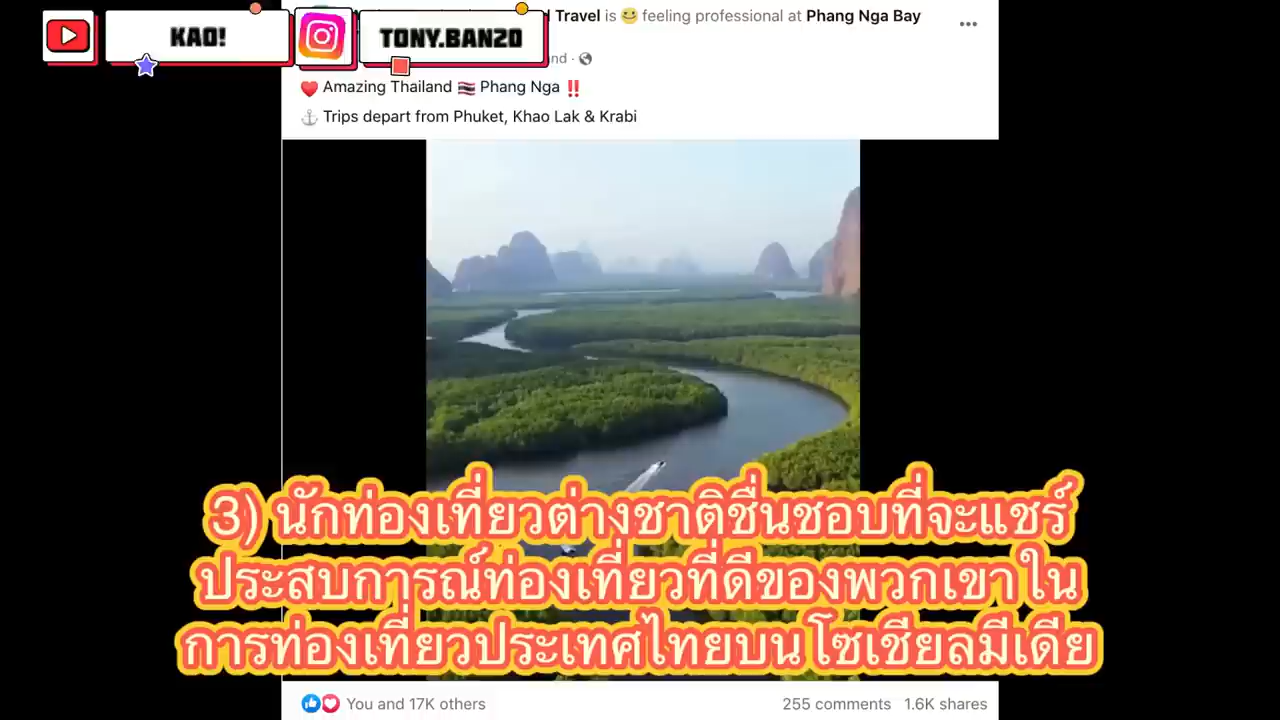 KAO!
TONY.BAN20
d Travel is 😃 feeling professional at Phang Nga Bay
nd ·
❤️ Amazing Thailand 🇹🇭 Phang Nga ‼️
⚓ Trips depart from Phuket, Khao Lak & Krabi
3) นักท่องเที่ยวต่างชาติชื่นชอบที่จะแชร์
ประสบการณ์ท่องเที่ยวที่ดีของพวกเขาใน
การท่องเที่ยวประเทศไทยบนโซเชียลมีเดีย
You and 17K others
255 comments 1.6K shares